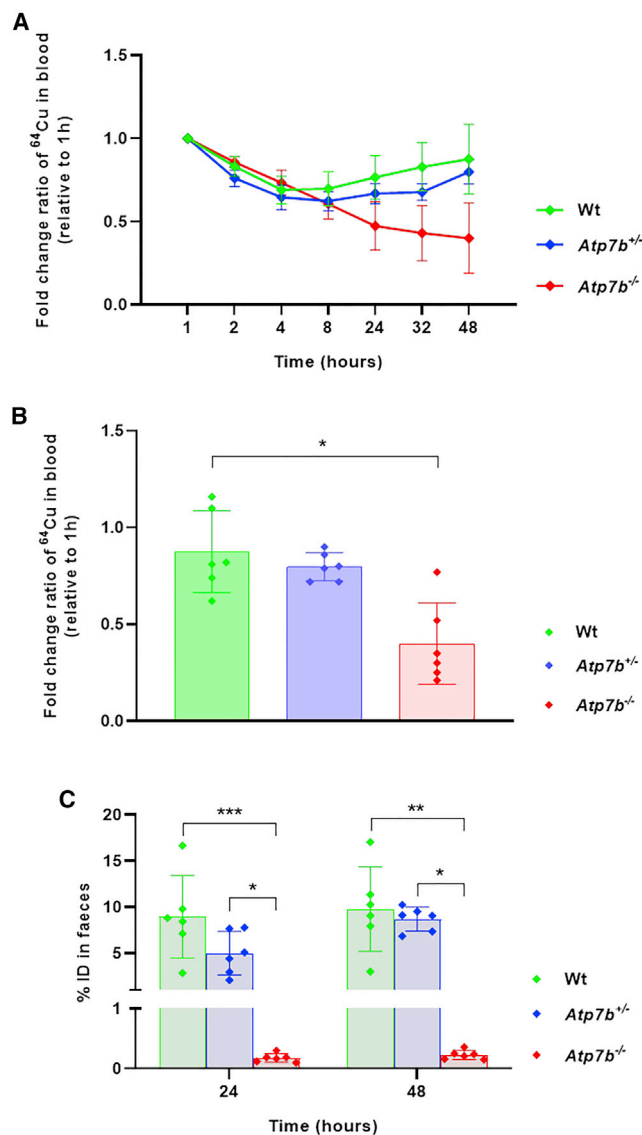 A
Fold change ratio of ⁶⁴Cu in blood
(relative to 1h)
1.5
1.0
0.5
0.0
1 2 4 8 24 32 48
Time (hours)
Wt
Atp7b⁺/⁻
Atp7b⁻/⁻
B
Fold change ratio of ⁶⁴Cu in blood
(relative to 1h)
1.5
1.0
0.5
0.0
*
Wt
Atp7b⁺/⁻
Atp7b⁻/⁻
C
% ID in faeces
20
15
10
5
1
0
*** **
* *
24 48
Time (hours)
Wt
Atp7b⁺/⁻
Atp7b⁻/⁻